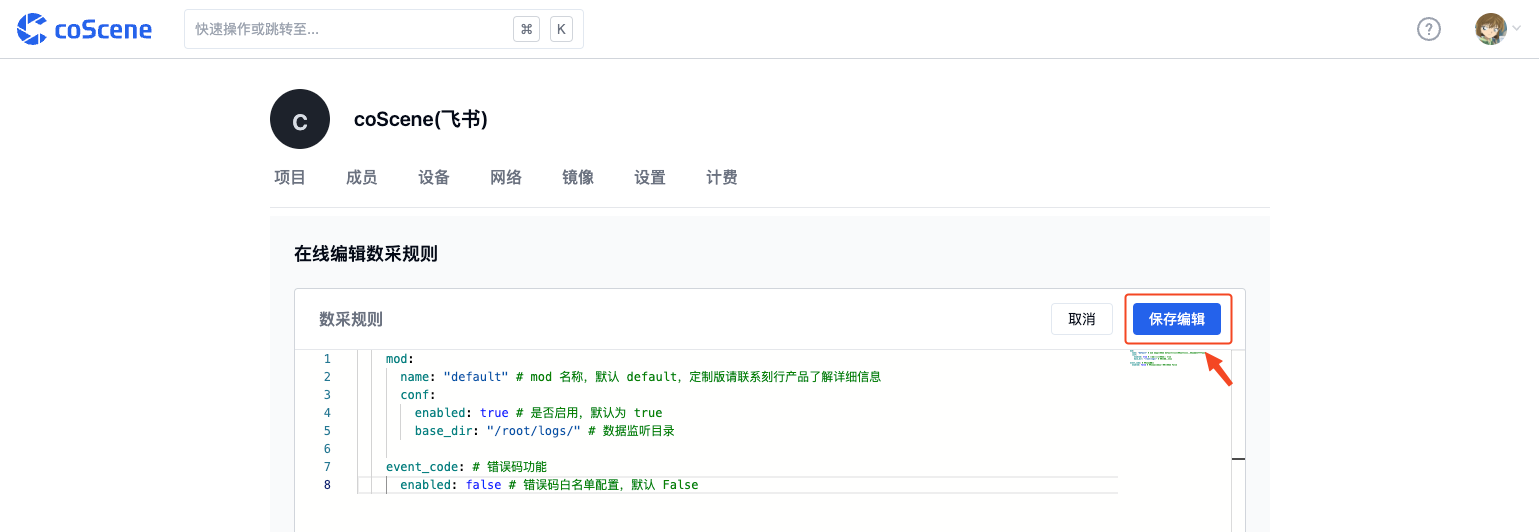 coScene
快速操作或跳转至...
⌘ K
?
C
coScene(飞书)
项目 成员 设备 网络 镜像 设置 计费
在线编辑数采规则
数采规则
取消 保存编辑
1 mod:
2 name: "default" # mod 名称，默认 default，定制版请联系刻行产品了解详细信息
3 conf:
4 enabled: true # 是否启用，默认为 true
5 base_dir: "/root/logs/" # 数据监听目录
6
7 event_code: # 错误码功能
8 enabled: false # 错误码白名单配置，默认 False